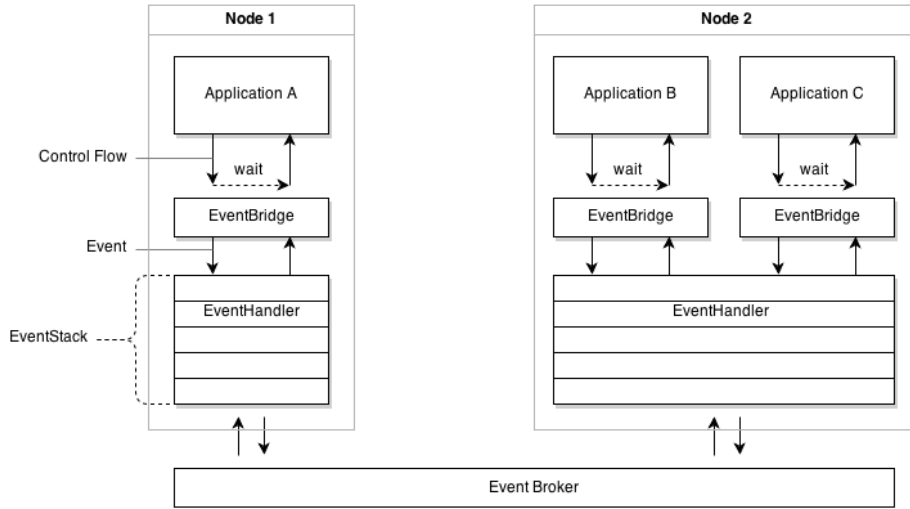 Node 1
Node 2
Application A
Application B
Application C
Control Flow
wait
wait
wait
EventBridge
EventBridge
EventBridge
Event
EventHandler
EventHandler
EventStack
Event Broker